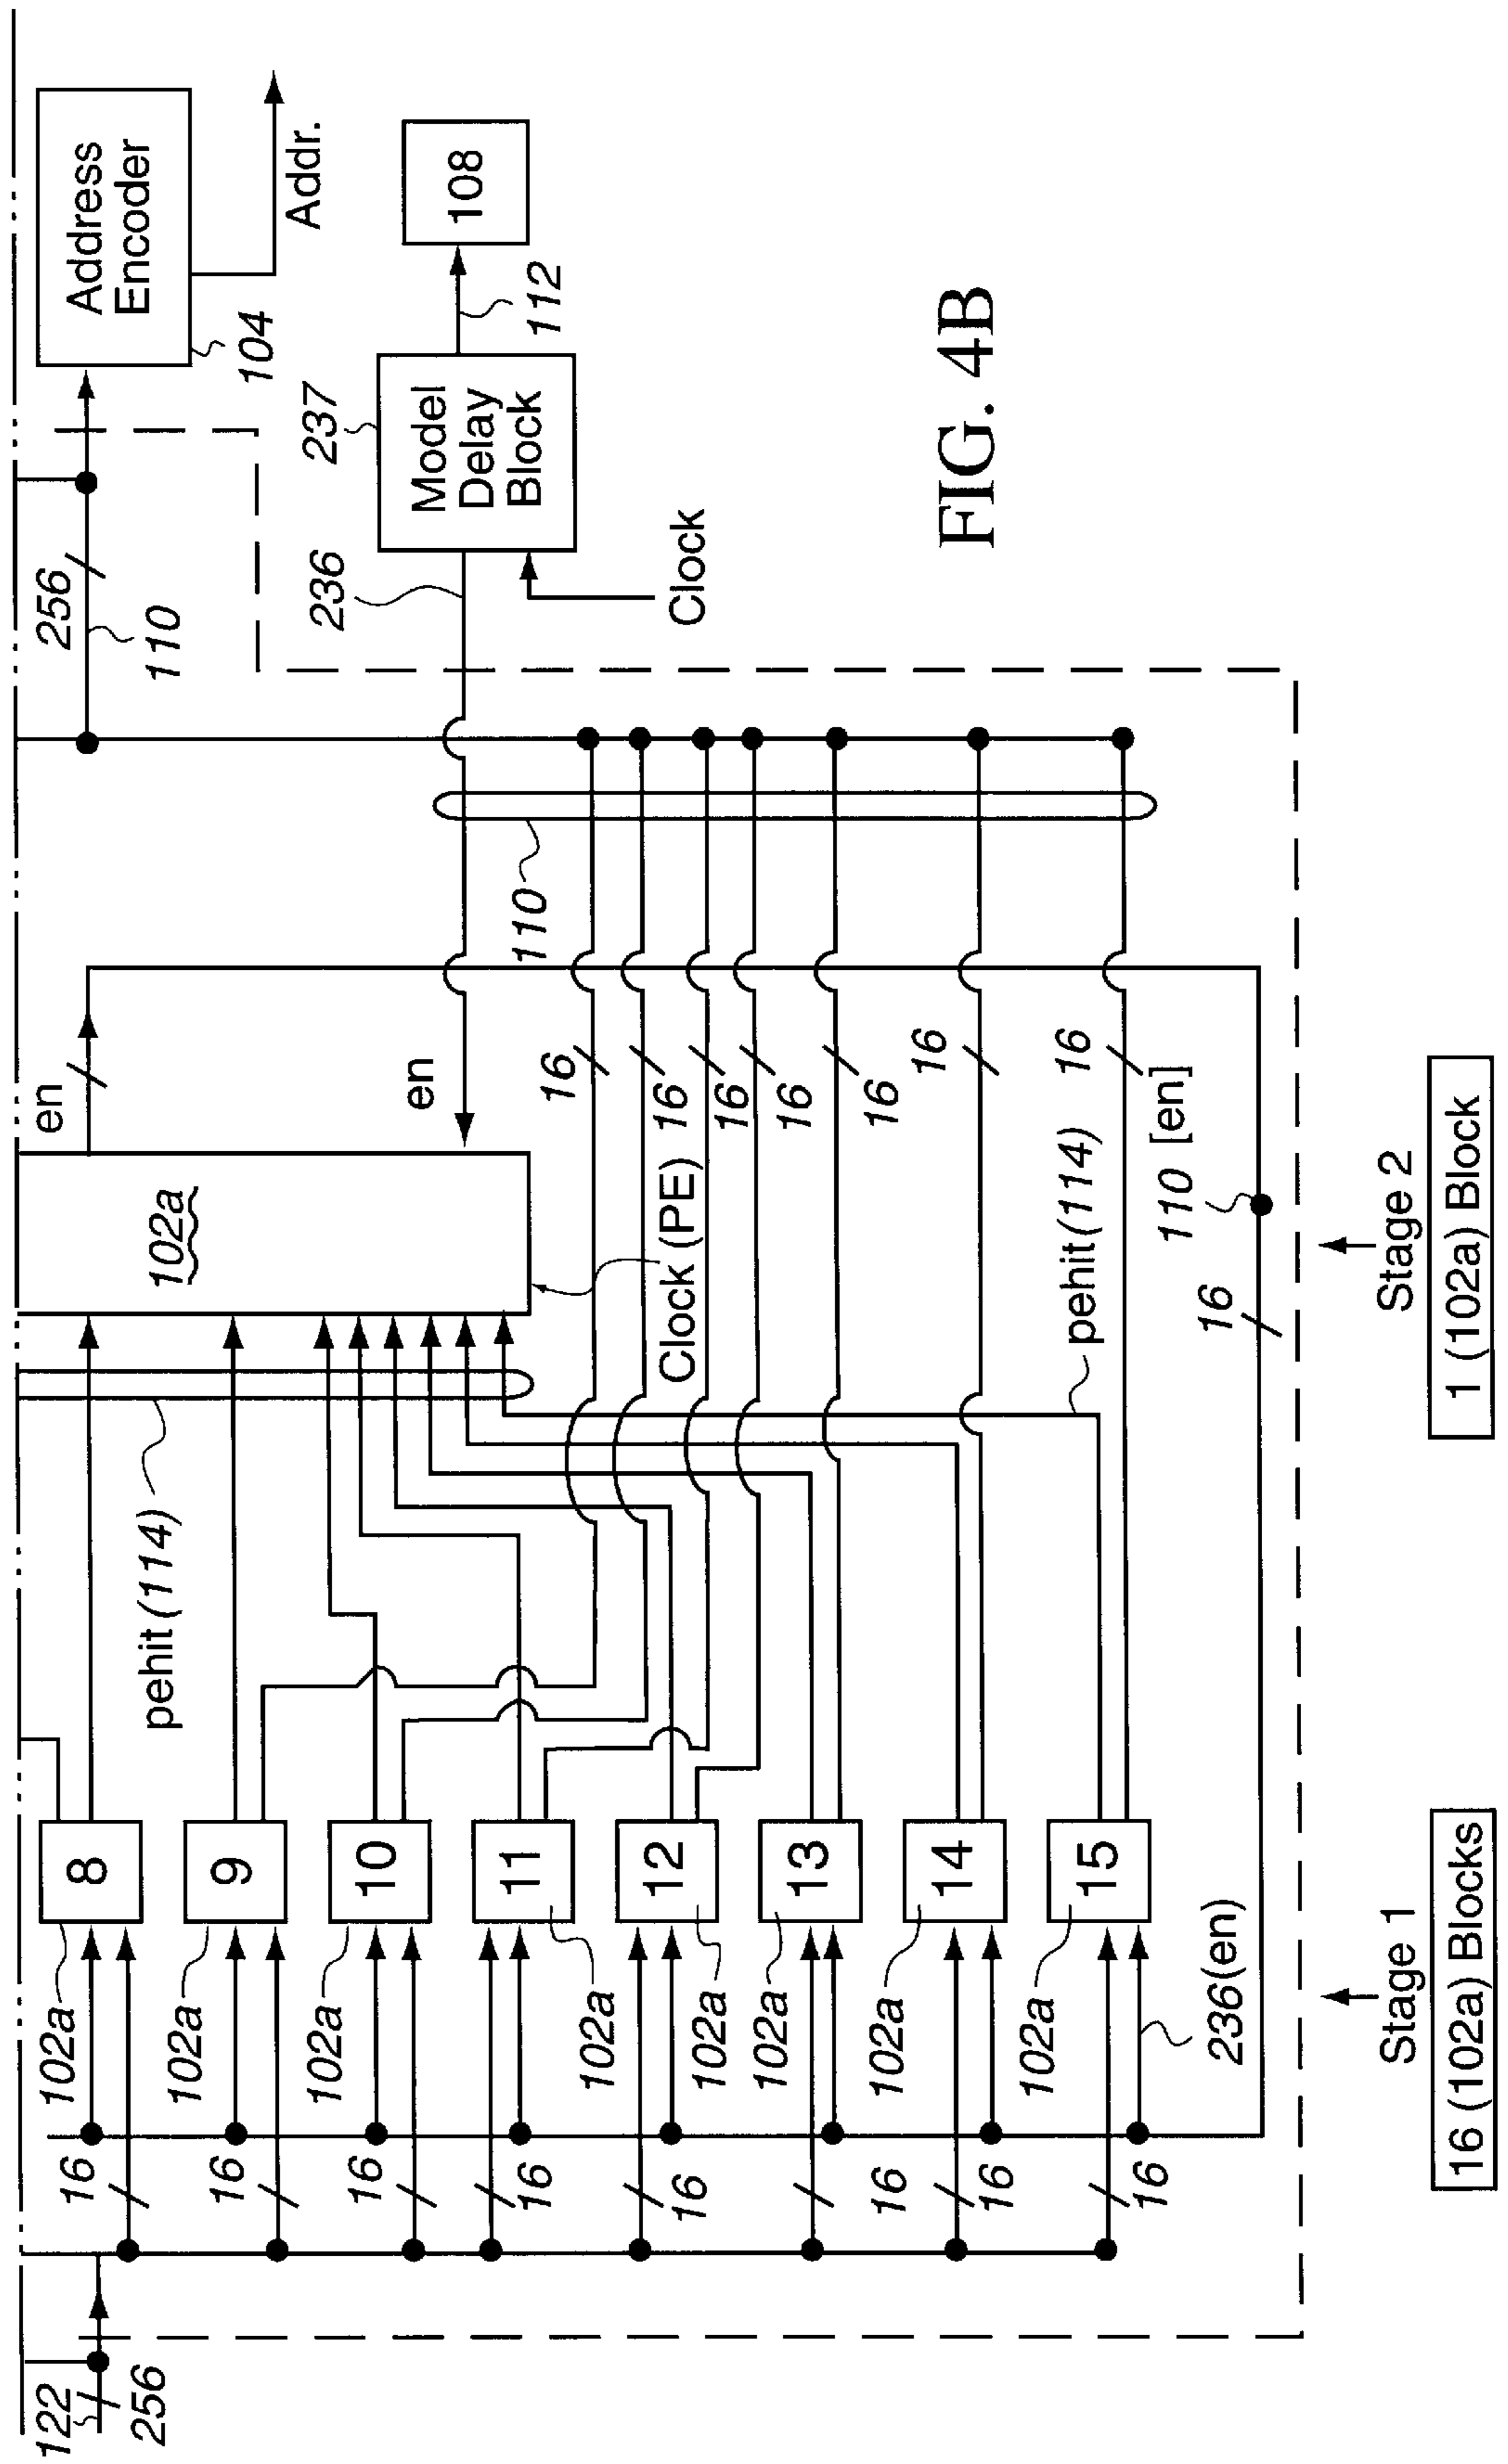 122
256
16
102a
8
pehit (114)
102a
en
256
110
Address
Encoder
104
Addr.
16
102a
9
16
102a
10
en
236
237
Model
Delay
Block
112
108
Clock
16
102a
11
Clock (PE)
110
16
16
16
16
16
16
16
16
102a
12
102a
13
16
102a
14
16
102a
15
pehit (114)
16
236 (en)
16
110 [en]
FIG. 4B
Stage 1
16 (102a) Blocks
Stage 2
1 (102a) Block